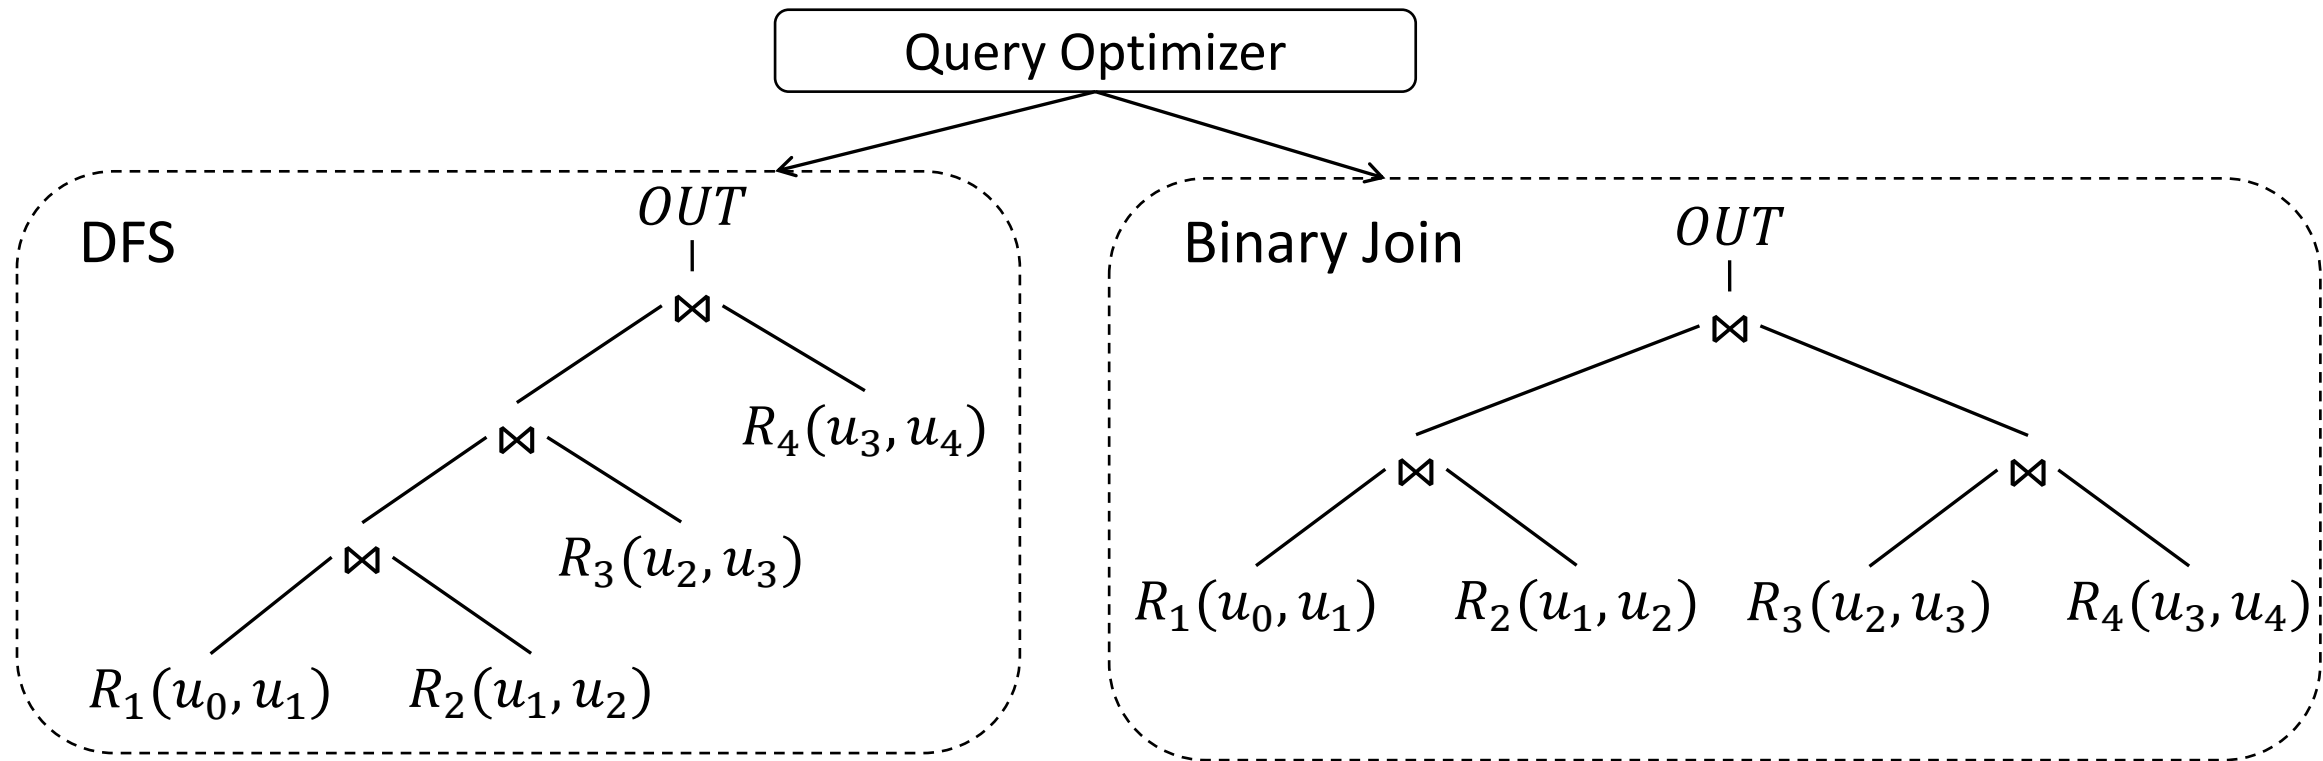 Query Optimizer
DFS
OUT
⋈
R₄(u₃, u₄)
⋈
R₃(u₂, u₃)
⋈
R₁(u₀, u₁)
R₂(u₁, u₂)
Binary Join
OUT
⋈
⋈
⋈
R₁(u₀, u₁)
R₂(u₁, u₂)
R₃(u₂, u₃)
R₄(u₃, u₄)